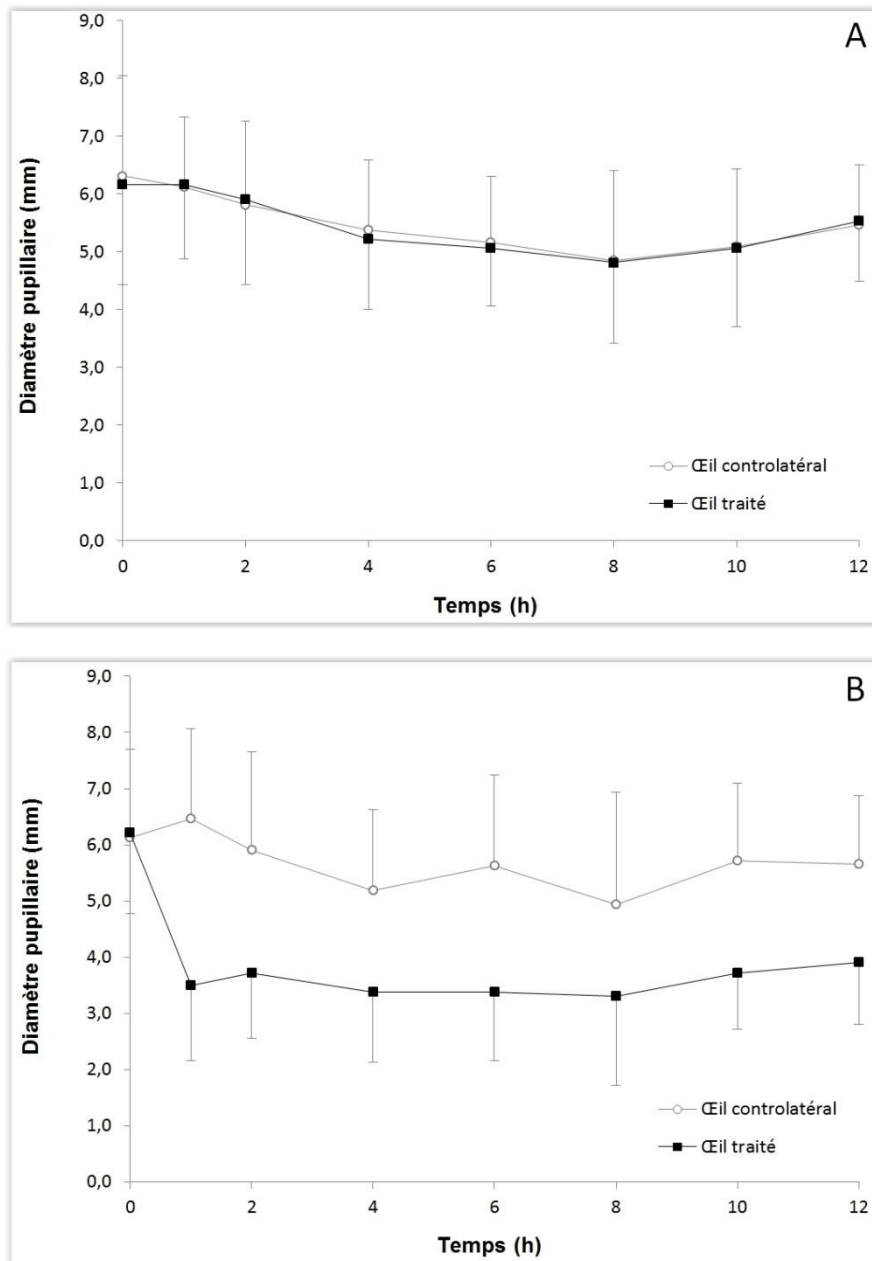 A
9,0
8,0
7,0
6,0
5,0
4,0
3,0
2,0
1,0
0,0
Diamètre pupillaire (mm)
Œil controlatéral
Œil traité
0 2 4 6 8 10 12
Temps (h)
B
9,0
8,0
7,0
6,0
5,0
4,0
3,0
2,0
1,0
0,0
Diamètre pupillaire (mm)
Œil controlatéral
Œil traité
0 2 4 6 8 10 12
Temps (h)